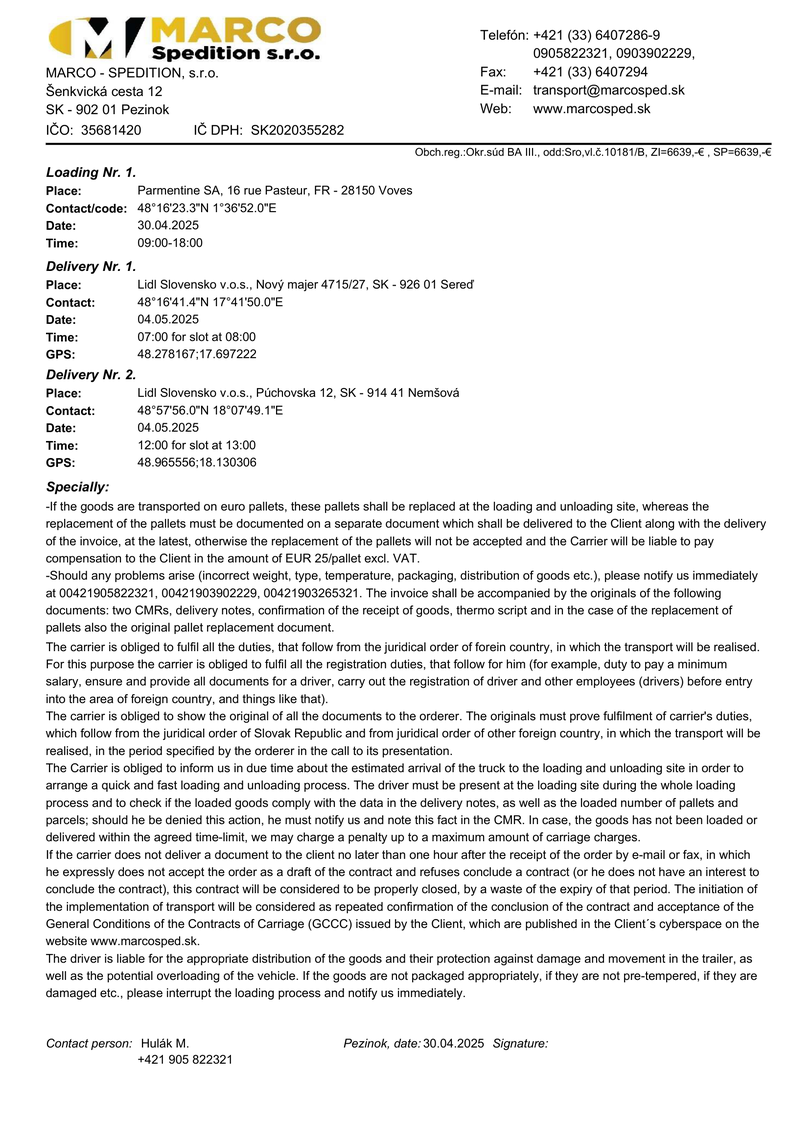 MARCO
Spedition s.r.o.
MARCO - SPEDITION, s.r.o.
Šenkvická cesta 12
SK - 902 01 Pezinok
IČO: 35681420 IČ DPH: SK2020355282
Telefón: +421 (33) 6407286-9
0905822321, 0903902229,
Fax: +421 (33) 6407294
E-mail: transport@marcosped.sk
Web: www.marcosped.sk
Obch.reg.:Okr.súd BA III., odd:Sro,vl.č.10181/B, ZI=6639,-€ , SP=6639,-€
Loading Nr. 1.
Place: Parmentine SA, 16 rue Pasteur, FR - 28150 Voves
Contact/code: 48°16'23.3"N 1°36'52.0"E
Date: 30.04.2025
Time: 09:00-18:00
Delivery Nr. 1.
Place: Lidl Slovensko v.o.s., Nový majer 4715/27, SK - 926 01 Sereď
Contact: 48°16'41.4"N 17°41'50.0"E
Date: 04.05.2025
Time: 07:00 for slot at 08:00
GPS: 48.278167;17.697222
Delivery Nr. 2.
Place: Lidl Slovensko v.o.s., Púchovska 12, SK - 914 41 Nemšová
Contact: 48°57'56.0"N 18°07'49.1"E
Date: 04.05.2025
Time: 12:00 for slot at 13:00
GPS: 48.965556;18.130306
Specially:
-If the goods are transported on euro pallets, these pallets shall be replaced at the loading and unloading site, whereas the
replacement of the pallets must be documented on a separate document which shall be delivered to the Client along with the delivery
of the invoice, at the latest, otherwise the replacement of the pallets will not be accepted and the Carrier will be liable to pay
compensation to the Client in the amount of EUR 25/pallet excl. VAT.
-Should any problems arise (incorrect weight, type, temperature, packaging, distribution of goods etc.), please notify us immediately
at 00421905822321, 00421903902229, 00421903265321. The invoice shall be accompanied by the originals of the following
documents: two CMRs, delivery notes, confirmation of the receipt of goods, thermo script and in the case of the replacement of
pallets also the original pallet replacement document.
The carrier is obliged to fulfil all the duties, that follow from the juridical order of forein country, in which the transport will be realised.
For this purpose the carrier is obliged to fulfil all the registration duties, that follow for him (for example, duty to pay a minimum
salary, ensure and provide all documents for a driver, carry out the registration of driver and other employees (drivers) before entry
into the area of foreign country, and things like that).
The carrier is obliged to show the original of all the documents to the orderer. The originals must prove fulfilment of carrier's duties,
which follow from the juridical order of Slovak Republic and from juridical order of other foreign country, in which the transport will be
realised, in the period specified by the orderer in the call to its presentation.
The Carrier is obliged to inform us in due time about the estimated arrival of the truck to the loading and unloading site in order to
arrange a quick and fast loading and unloading process. The driver must be present at the loading site during the whole loading
process and to check if the loaded goods comply with the data in the delivery notes, as well as the loaded number of pallets and
parcels; should he be denied this action, he must notify us and note this fact in the CMR. In case, the goods has not been loaded or
delivered within the agreed time-limit, we may charge a penalty up to a maximum amount of carriage charges.
If the carrier does not deliver a document to the client no later than one hour after the receipt of the order by e-mail or fax, in which
he expressly does not accept the order as a draft of the contract and refuses conclude a contract (or he does not have an interest to
conclude the contract), this contract will be considered to be properly closed, by a waste of the expiry of that period. The initiation of
the implementation of transport will be considered as repeated confirmation of the conclusion of the contract and acceptance of the
General Conditions of the Contracts of Carriage (GCCC) issued by the Client, which are published in the Client´s cyberspace on the
website www.marcosped.sk.
The driver is liable for the appropriate distribution of the goods and their protection against damage and movement in the trailer, as
well as the potential overloading of the vehicle. If the goods are not packaged appropriately, if they are not pre-tempered, if they are
damaged etc., please interrupt the loading process and notify us immediately.
Contact person: Hulák M. Pezinok, date: 30.04.2025 Signature:
+421 905 822321